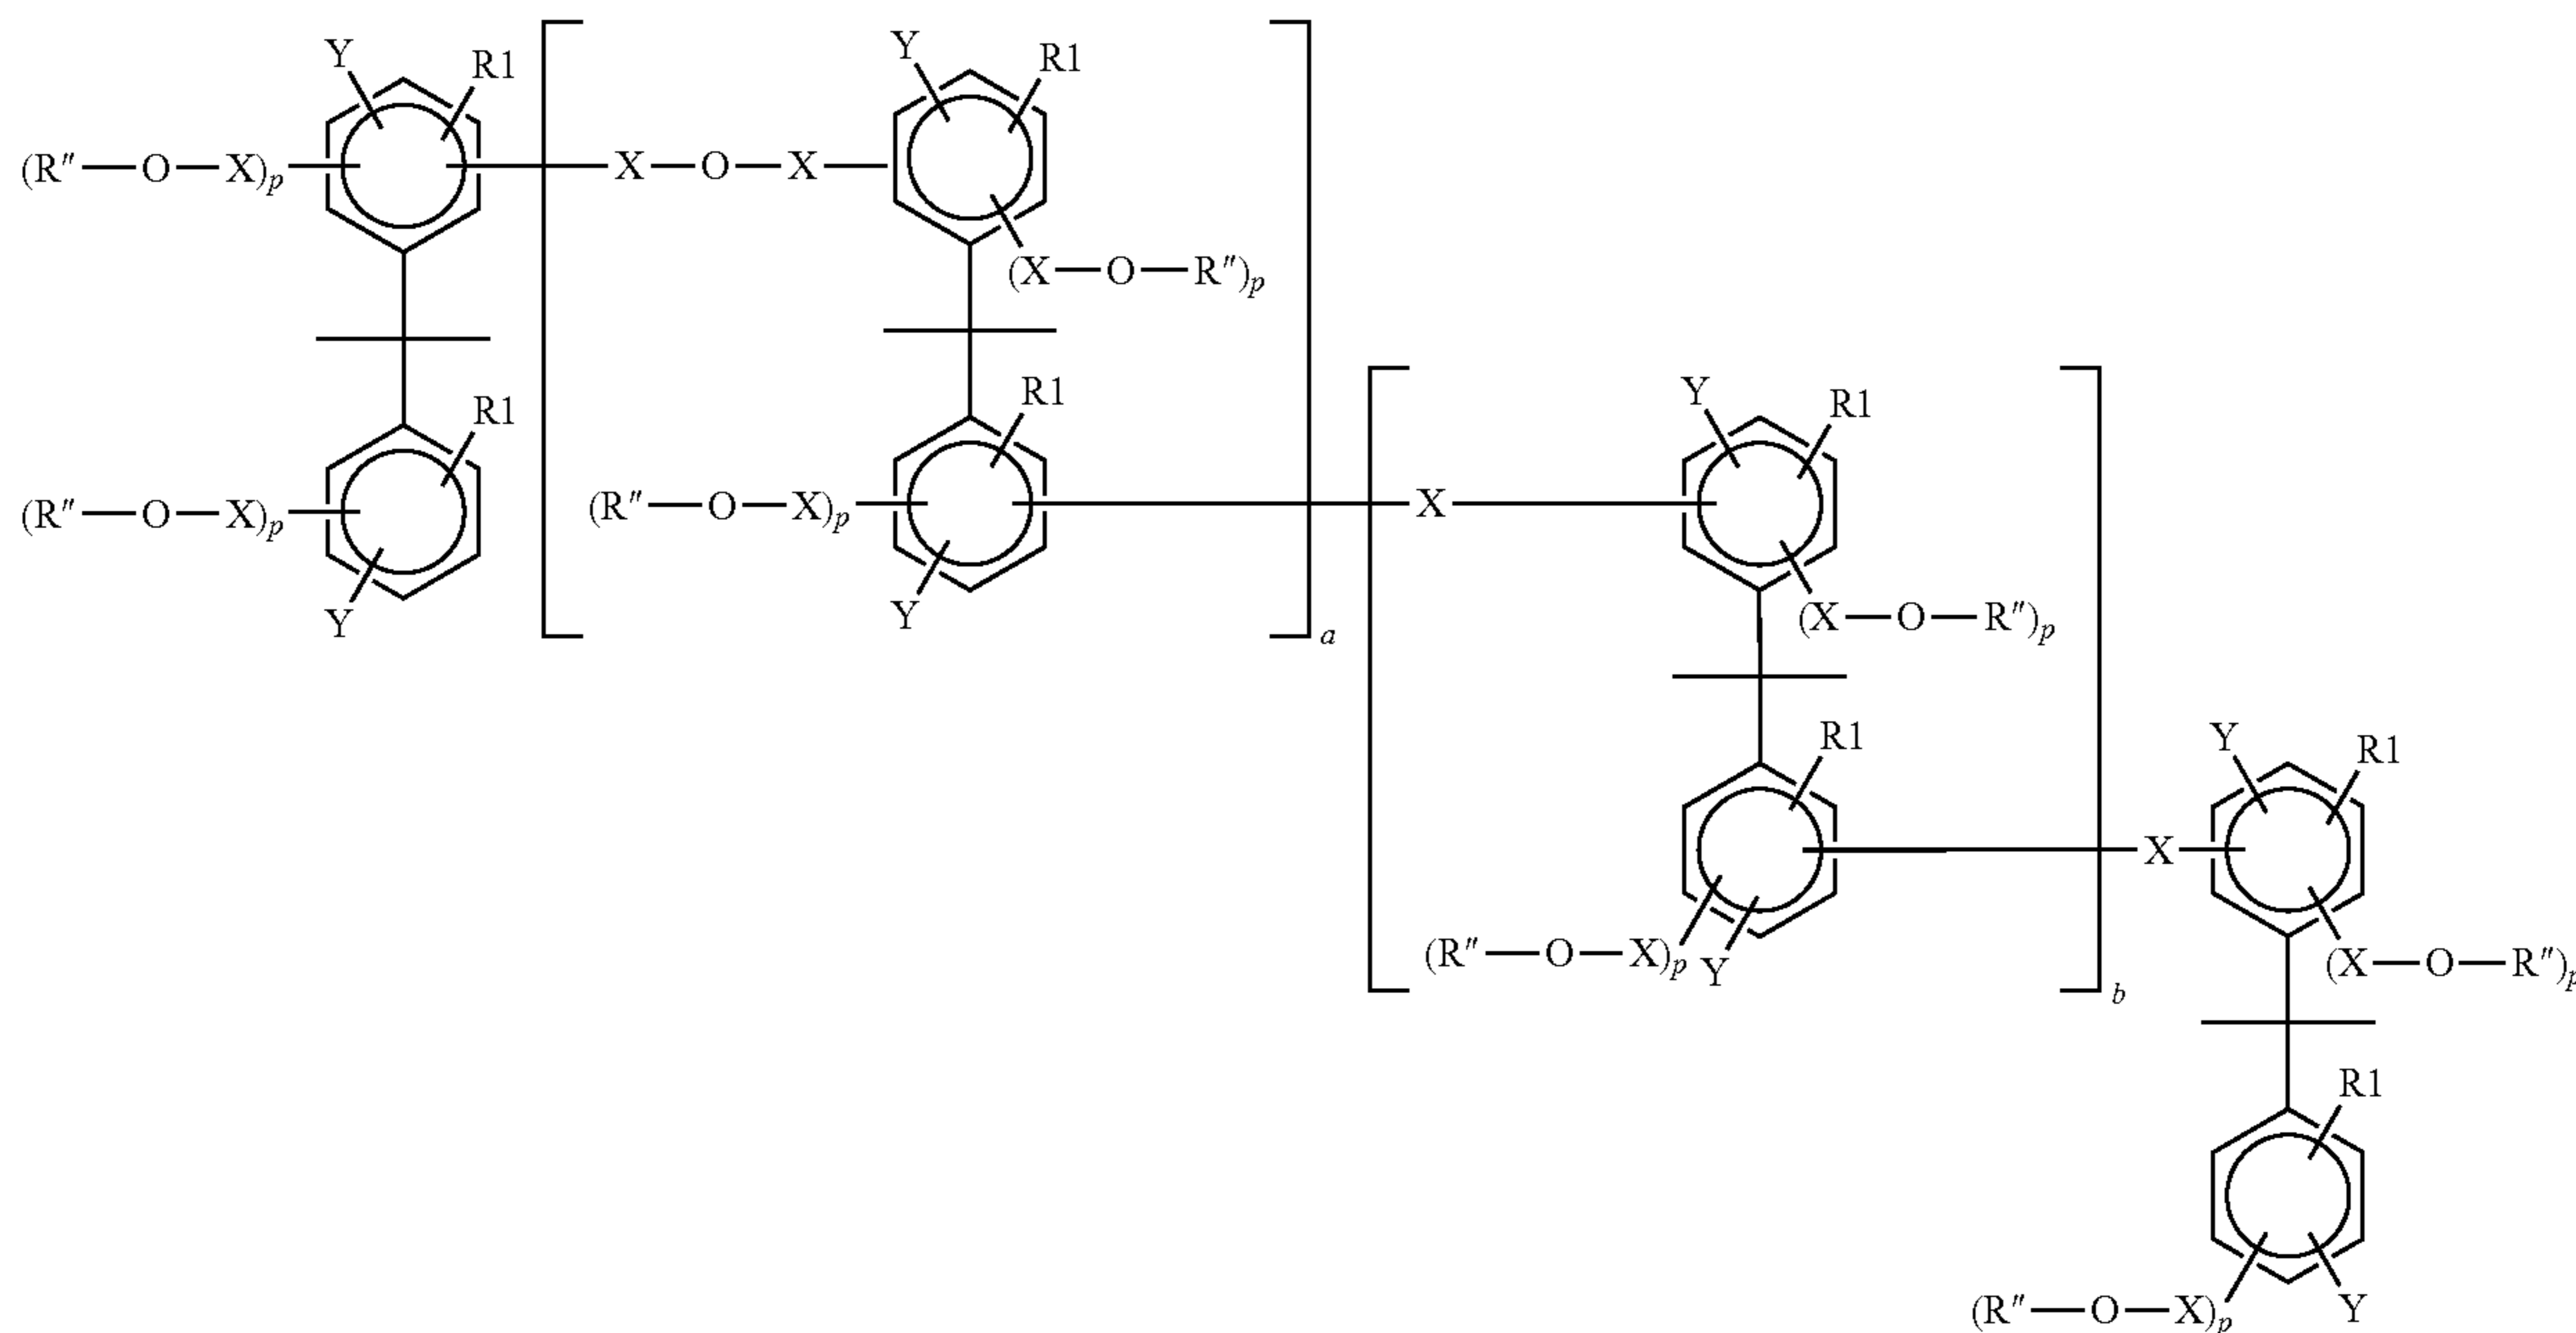 Y R1 Y R1
(R″—O—X)p X—O—X
(X—O—R″)p
R1 R1 Y R1
(R″—O—X)p (R″—O—X)p X
Y Y (X—O—R″)p
a
R1 Y R1
X
(R″—O—X)p Y (X—O—R″)p
b
R1
(R″—O—X)p Y